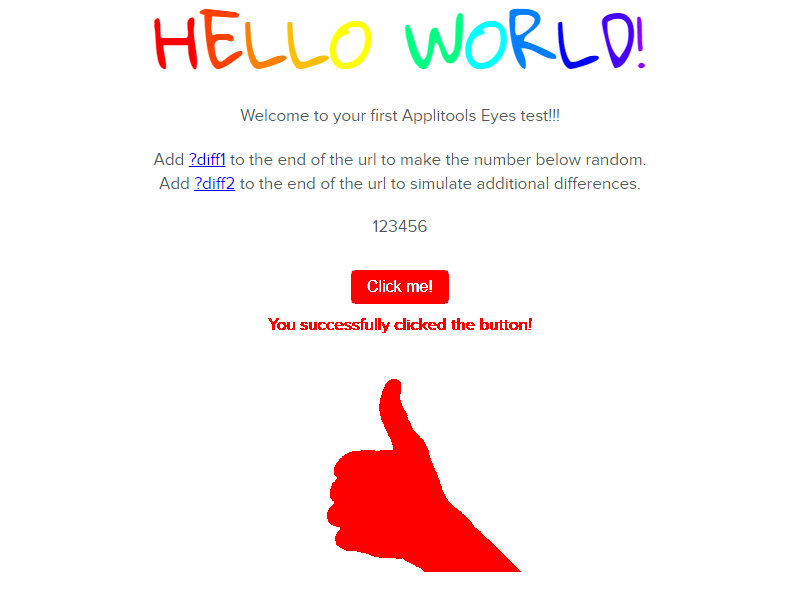 HELLO WORLD!
Welcome to your first Applitools Eyes test!!!
Add ?diff1 to the end of the url to make the number below random.
Add ?diff2 to the end of the url to simulate additional differences.
123456
Click me!
You successfully clicked the button!